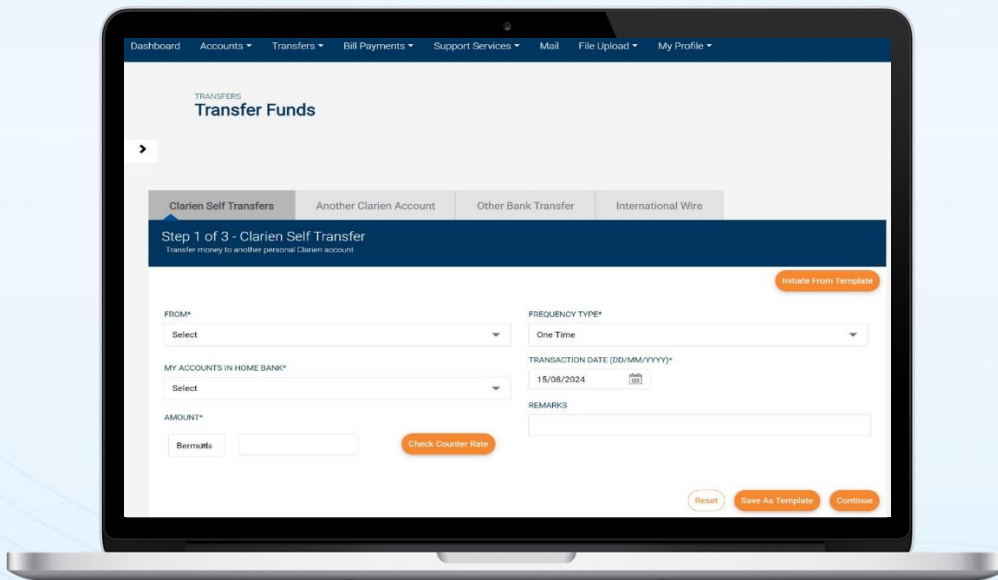 Dashboard Accounts Transfers Bill Payments Support Services Mail File Upload My Profile
TRANSFERS
Transfer Funds
Clarien Self Transfers Another Clarien Account Other Bank Transfer International Wire
Step 1 of 3 - Clarien Self Transfer
Transfer money to another personal Clarien account
Initiate From Template
FROM*
Select
FREQUENCY TYPE*
One Time
MY ACCOUNTS IN HOME BANK*
Select
TRANSACTION DATE (DD/MM/YYYY)*
15/08/2024
AMOUNT*
Check Counter Rate
REMARKS
Reset Save As Template Continue